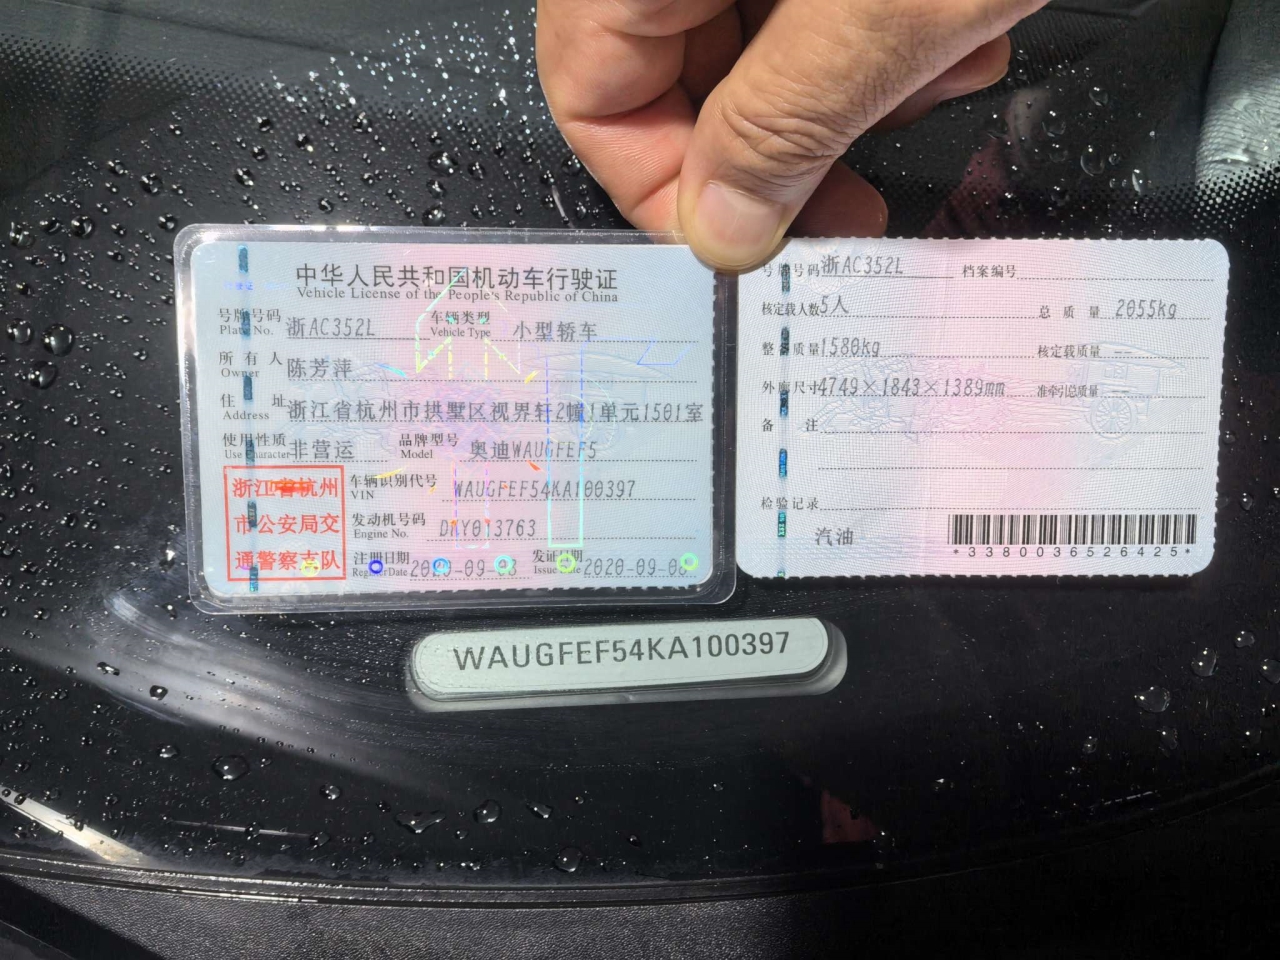 中华人民共和国机动车行驶证
Vehicle License of the People's Republic of China
号牌号码 浙AC352L 车辆类型 小型轿车
Plate No. Vehicle Type
所有人 陈芳萍
Owner
住址 浙江省杭州市拱墅区视界轩2幢1单元1501室
Address
使用性质 非营运 品牌型号 奥迪WAUGFEF5
Use Character Model
浙江省杭州
市公安局交
通警察支队
车辆识别代号 WAUGFEF54KA100397
VIN
发动机号码 DKY013763
Engine No.
注册日期 发证日期
Register Date Issue Date
号牌号码 浙AC352L 档案编号
核定载人数 5人 总质量 2055kg
整备质量 1580kg 核定载质量 --
外廓尺寸 4749×1843×1389mm 准牵引总质量 --
备注
检验记录
汽油
*3380036526425*
WAUGFEF54KA100397